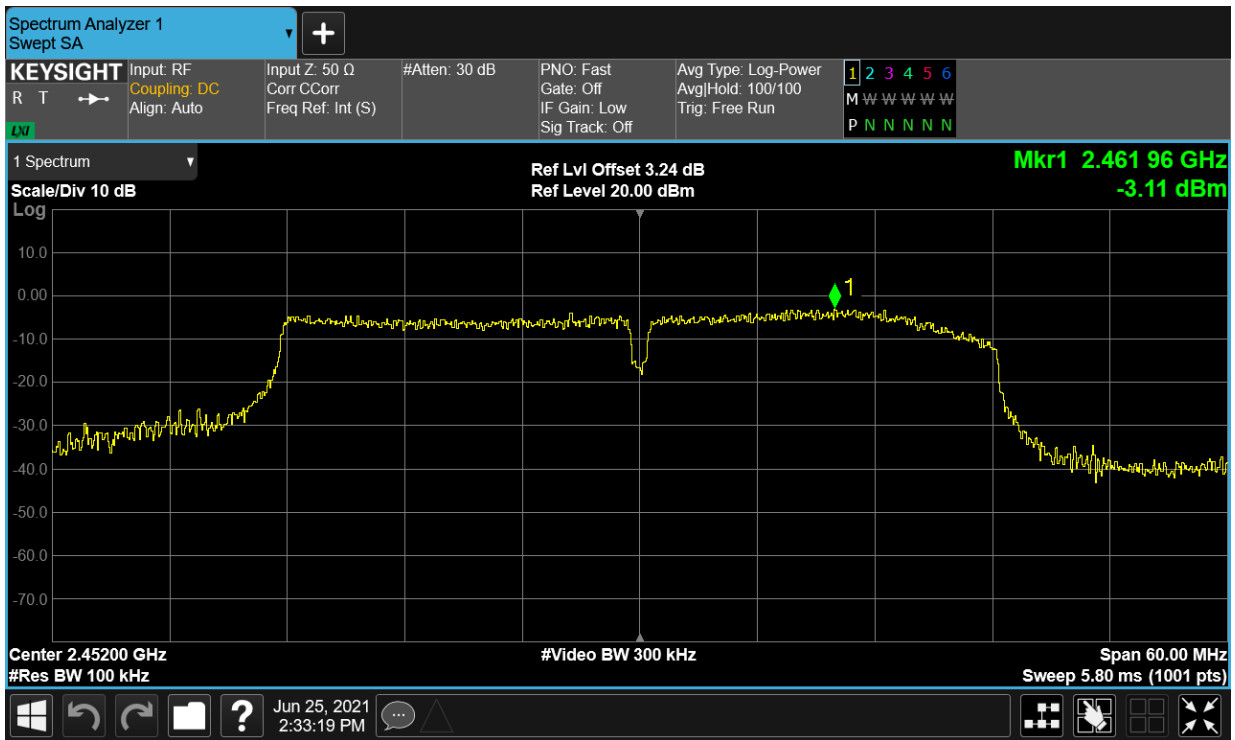 Spectrum Analyzer 1
Swept SA
+
KEYSIGHT
R T
LXI
Input: RF
Coupling: DC
Align: Auto
Input Z: 50 Ω
Corr CCorr
Freq Ref: Int (S)
#Atten: 30 dB
PNO: Fast
Gate: Off
IF Gain: Low
Sig Track: Off
Avg Type: Log-Power
Avg|Hold: 100/100
Trig: Free Run
1 2 3 4 5 6
M W W W W W
P N N N N N
1 Spectrum
Scale/Div 10 dB
Log
Ref Lvl Offset 3.24 dB
Ref Level 20.00 dBm
Mkr1 2.461 96 GHz
-3.11 dBm
10.0
0.00
-10.0
-20.0
-30.0
-40.0
-50.0
-60.0
-70.0
1
Center 2.45200 GHz
#Res BW 100 kHz
#Video BW 300 kHz
Span 60.00 MHz
Sweep 5.80 ms (1001 pts)
?
Jun 25, 2021
2:33:19 PM